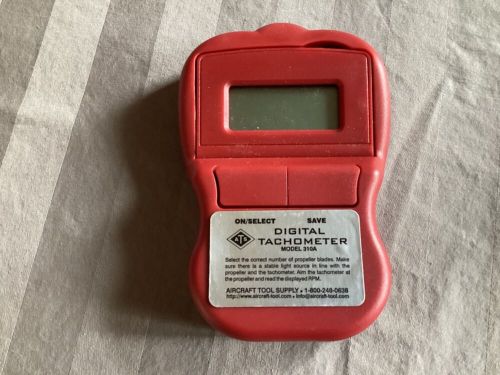 ON/SELECT SAVE
ATS DIGITAL
TACHOMETER
MODEL 310A
Select the correct number of propeller blades. Make
sure there is a stable light source in line with the
propeller and the tachometer. Aim the tachometer at
the propeller and read the displayed RPM.
AIRCRAFT TOOL SUPPLY • 1-800-248-0638
http://www.aircraft-tool.com • info@aircraft-tool.com